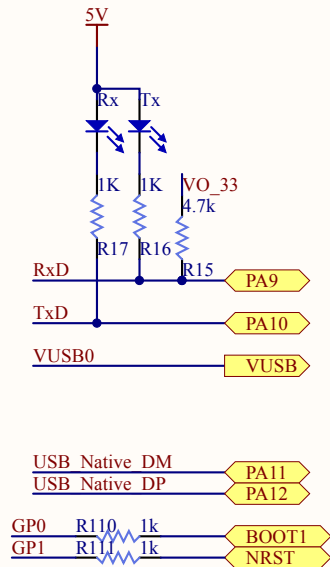 5V
Rx Tx
1K 1K VO_33
4.7k
R17 R16 R15
RxD PA9
TxD PA10
VUSB0 VUSB
USB_Native_DM PA11
USB_Native_DP PA12
GP0 R110 1k BOOT1
GP1 R111 1k NRST